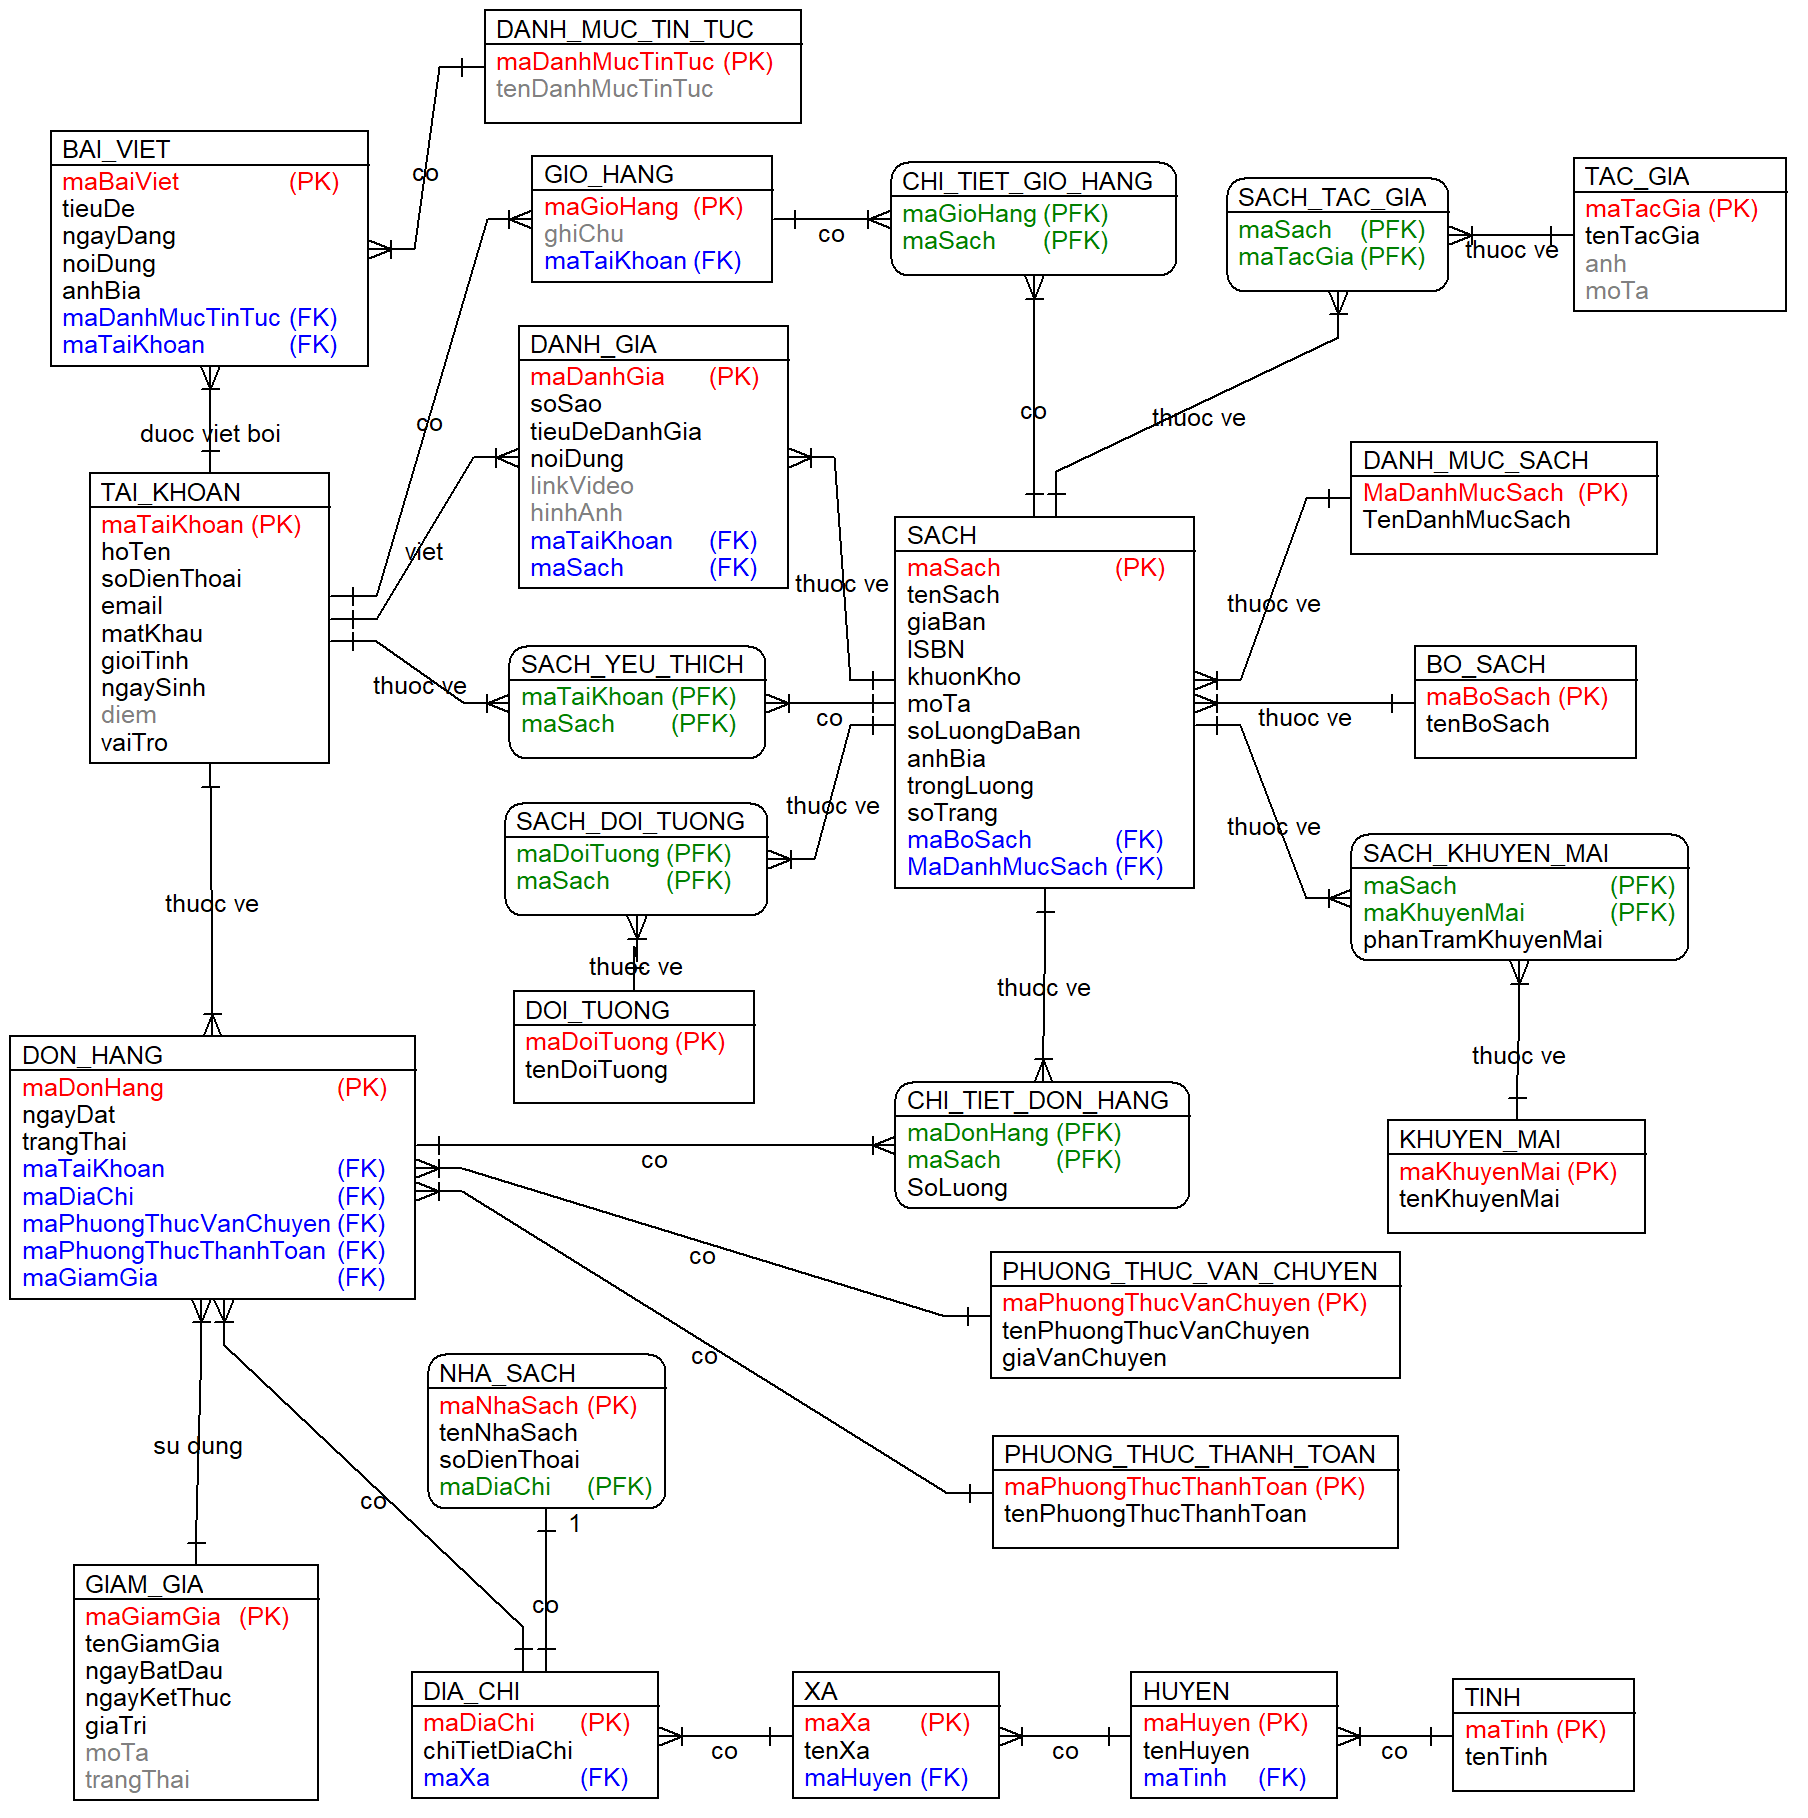 DANH_MUC_TIN_TUC
maDanhMucTinTuc (PK)
tenDanhMucTinTuc
co
BAI_VIET
maBaiViet (PK)
tieuDe
ngayDang
noiDung
anhBia
maDanhMucTinTuc (FK)
maTaiKhoan (FK)
GIO_HANG
maGioHang (PK)
ghiChu
maTaiKhoan (FK)
co
CHI_TIET_GIO_HANG
maGioHang (PFK)
maSach (PFK)
SACH_TAC_GIA
maSach (PFK)
maTacGia (PFK)
thuoc ve
TAC_GIA
maTacGia (PK)
tenTacGia
anh
moTa
duoc viet boi
co
DANH_GIA
maDanhGia (PK)
soSao
tieuDeDanhGia
noiDung
linkVideo
hinhAnh
maTaiKhoan (FK)
maSach (FK)
co
thuoc ve
DANH_MUC_SACH
MaDanhMucSach (PK)
TenDanhMucSach
TAI_KHOAN
maTaiKhoan (PK)
hoTen
soDienThoai
email
matKhau
gioiTinh
ngaySinh
diem
vaiTro
viet
thuoc ve
SACH
maSach (PK)
tenSach
giaBan
ISBN
khuonKho
moTa
soLuongDaBan
anhBia
trongLuong
soTrang
maBoSach (FK)
MaDanhMucSach (FK)
thuoc ve
thuoc ve
SACH_YEU_THICH
maTaiKhoan (PFK)
maSach (PFK)
co
thuoc ve
BO_SACH
maBoSach (PK)
tenBoSach
thuoc ve
SACH_DOI_TUONG
maDoiTuong (PFK)
maSach (PFK)
thuoc ve
SACH_KHUYEN_MAI
maSach (PFK)
maKhuyenMai (PFK)
phanTramKhuyenMai
thuoc ve
thuoc ve
DOI_TUONG
maDoiTuong (PK)
tenDoiTuong
thuoc ve
thuoc ve
KHUYEN_MAI
maKhuyenMai (PK)
tenKhuyenMai
DON_HANG
maDonHang (PK)
ngayDat
trangThai
maTaiKhoan (FK)
maDiaChi (FK)
maPhuongThucVanChuyen (FK)
maPhuongThucThanhToan (FK)
maGiamGia (FK)
co
CHI_TIET_DON_HANG
maDonHang (PFK)
maSach (PFK)
SoLuong
co
PHUONG_THUC_VAN_CHUYEN
maPhuongThucVanChuyen (PK)
tenPhuongThucVanChuyen
giaVanChuyen
co
NHA_SACH
maNhaSach (PK)
tenNhaSach
soDienThoai
maDiaChi (PFK)
PHUONG_THUC_THANH_TOAN
maPhuongThucThanhToan (PK)
tenPhuongThucThanhToan
su dung
co
1
co
GIAM_GIA
maGiamGia (PK)
tenGiamGia
ngayBatDau
ngayKetThuc
giaTri
moTa
trangThai
DIA_CHI
maDiaChi (PK)
chiTietDiaChi
maXa (FK)
co
XA
maXa (PK)
tenXa
maHuyen (FK)
co
HUYEN
maHuyen (PK)
tenHuyen
maTinh (FK)
co
TINH
maTinh (PK)
tenTinh